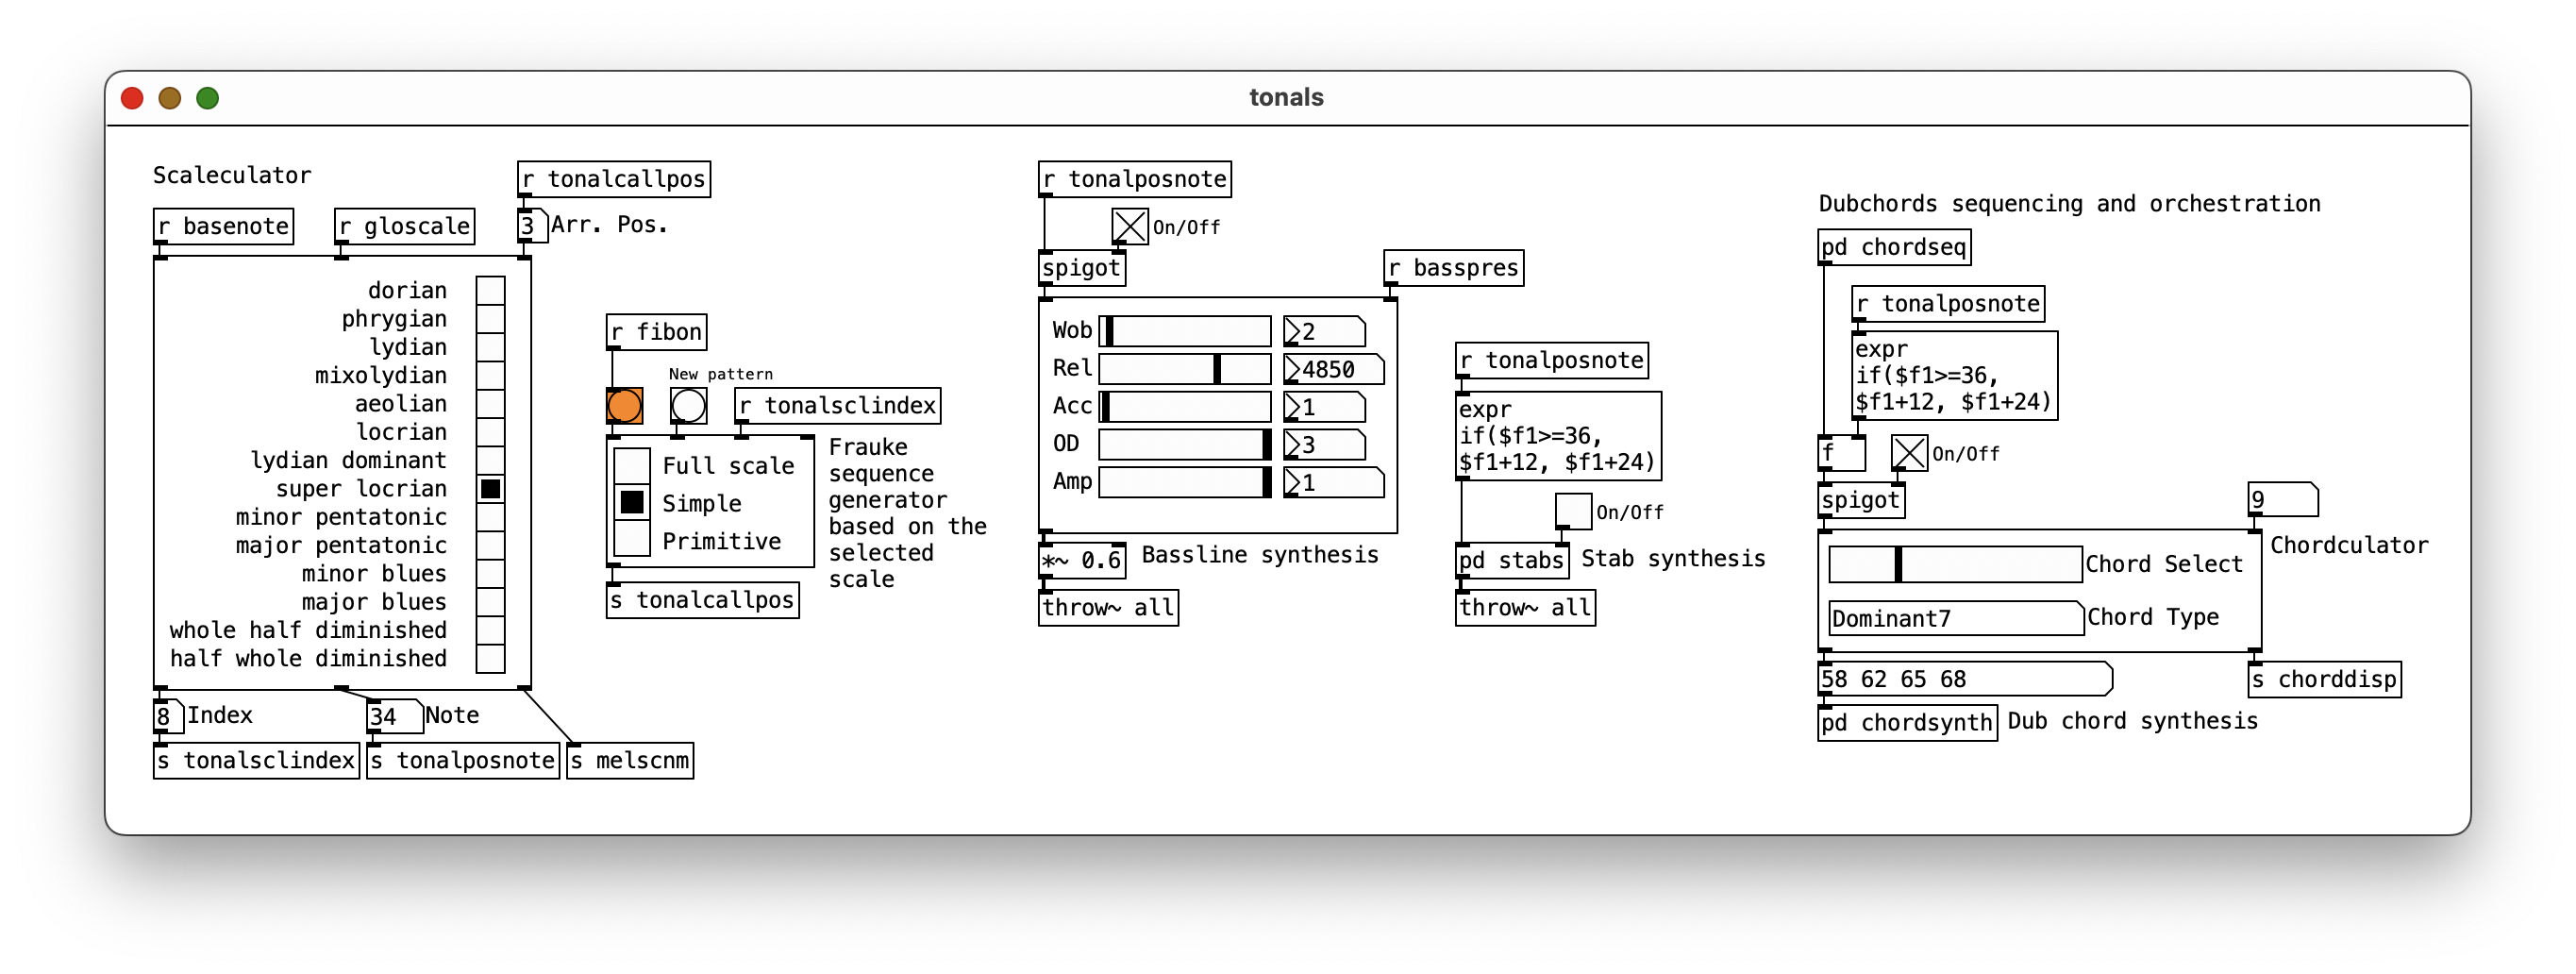 tonals
Scaleculator
r basenote
r gloscale
r tonalcallpos
3
Arr. Pos.
dorian
phrygian
lydian
mixolydian
aeolian
locrian
lydian dominant
super locrian
minor pentatonic
major pentatonic
minor blues
major blues
whole half diminished
half whole diminished
8
Index
34
Note
s tonalsclindex
s tonalposnote
s melscnm
r fibon
New pattern
r tonalsclindex
Full scale
Simple
Primitive
Frauke
sequence
generator
based on the
selected
scale
s tonalcallpos
r tonalposnote
On/Off
spigot
r basspres
Wob
2
Rel
4850
Acc
1
OD
3
Amp
1
*~ 0.6
Bassline synthesis
throw~ all
r tonalposnote
expr
if($f1>=36,
$f1+12, $f1+24)
On/Off
pd stabs
Stab synthesis
throw~ all
Dubchords sequencing and orchestration
pd chordseq
r tonalposnote
expr
if($f1>=36,
$f1+12, $f1+24)
f
On/Off
spigot
9
Chordculator
Chord Select
Dominant7
Chord Type
58 62 65 68
s chorddisp
pd chordsynth
Dub chord synthesis